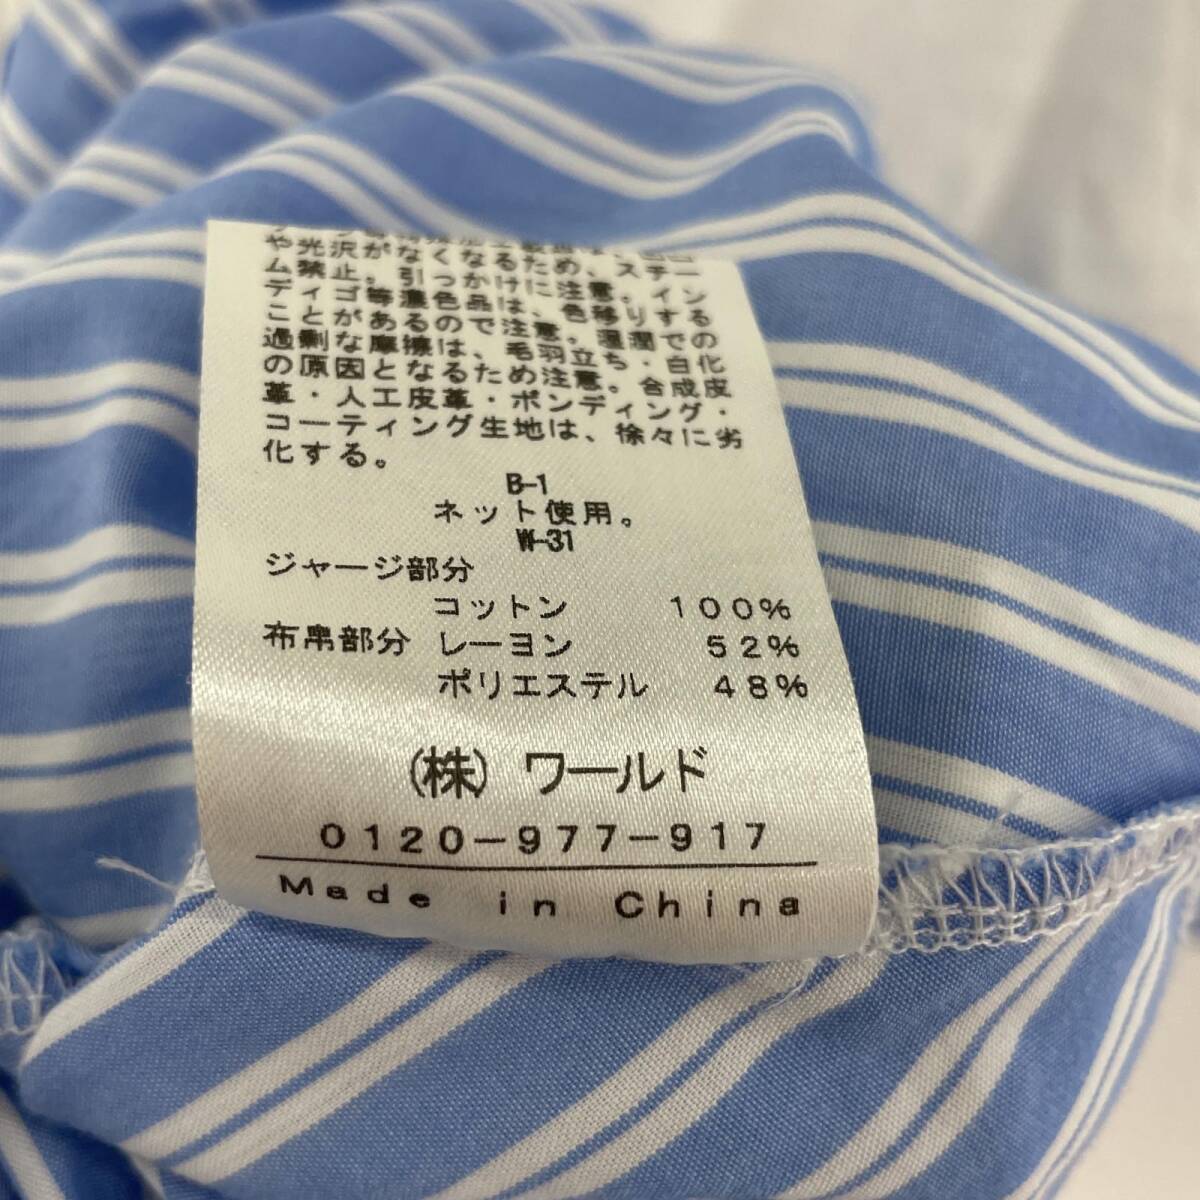 や光沢がなくなるため、スチー
ム禁止。引っかけに注意。イン
ディゴ等濃色品は、色移りする
ことがあるので注意。湿潤での
過剰な摩擦は、毛羽立ち・白化
の原因となるため注意。合成皮
革・人工皮革・ボンディング・
コーティング生地は、徐々に劣
化する。
B-1
ネット使用。
W-31
ジャージ部分
コットン 100%
布帛部分 レーヨン 52%
ポリエステル 48%
(株) ワールド
0120-977-917
Made in China